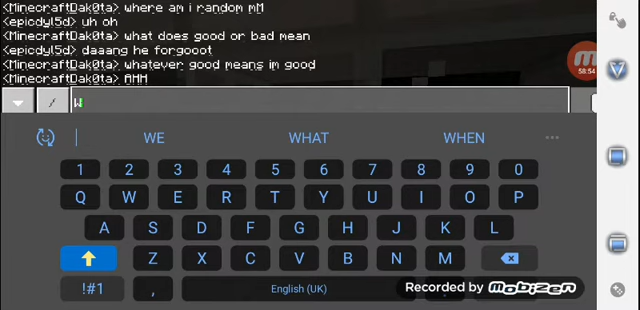 <MinecraftDak0ta> where am i random mM
<epicdyl5d> uh oh
<MinecraftDak0ta> what does good or bad mean
<epicdyl5d> daaang he forgooot
<MinecraftDak0ta> whatever good means im good
<MinecraftDak0ta> AHH
58:54
/ W
WE WHAT WHEN
1 2 3 4 5 6 7 8 9 0
Q W E R T Y U I O P
A S D F G H J K L
Z X C V B N M
!#1 , English (UK)
Recorded by mobizen